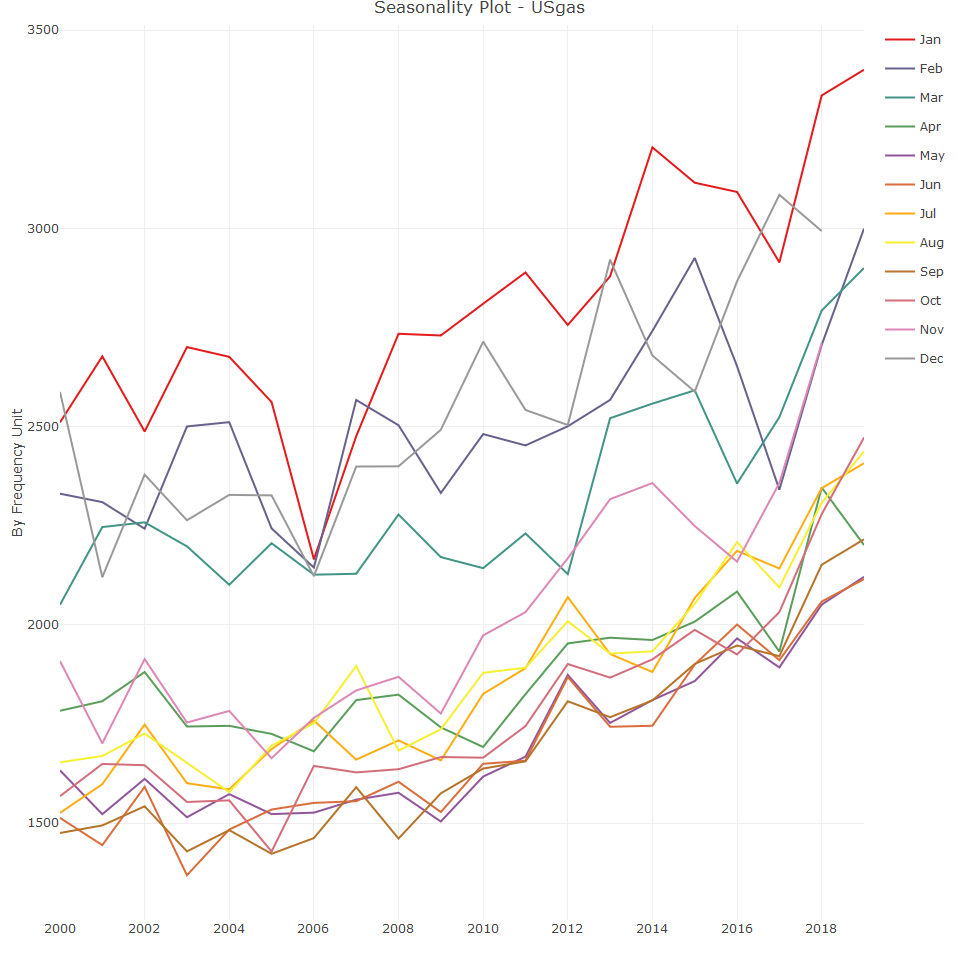 Seasonality Plot - USgas
By Frequency Unit
3500
3000
2500
2000
1500
2000 2002 2004 2006 2008 2010 2012 2014 2016 2018
Jan
Feb
Mar
Apr
May
Jun
Jul
Aug
Sep
Oct
Nov
Dec